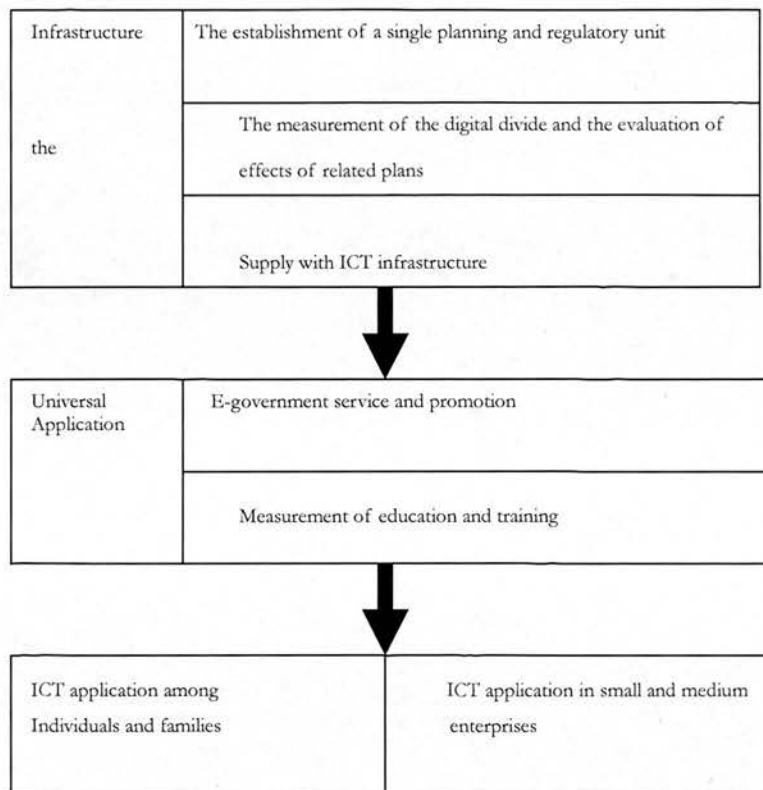 Infrastructure
The establishment of a single planning and regulatory unit
the
The measurement of the digital divide and the evaluation of
effects of related plans
Supply with ICT infrastructure
Universal
Application
E-government service and promotion
Measurement of education and training
ICT application among
Individuals and families
ICT application in small and medium
enterprises